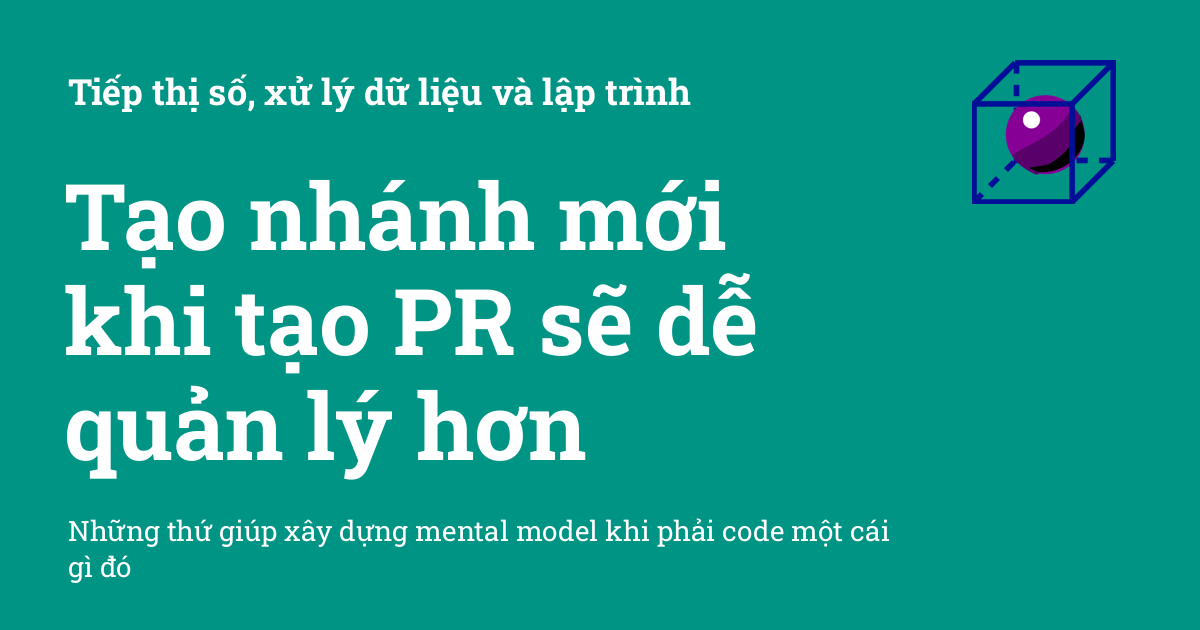 Tiếp thị số, xử lý dữ liệu và lập trình
Tạo nhánh mới
khi tạo PR sẽ dễ
quản lý hơn
Những thứ giúp xây dựng mental model khi phải code một cái
gì đó